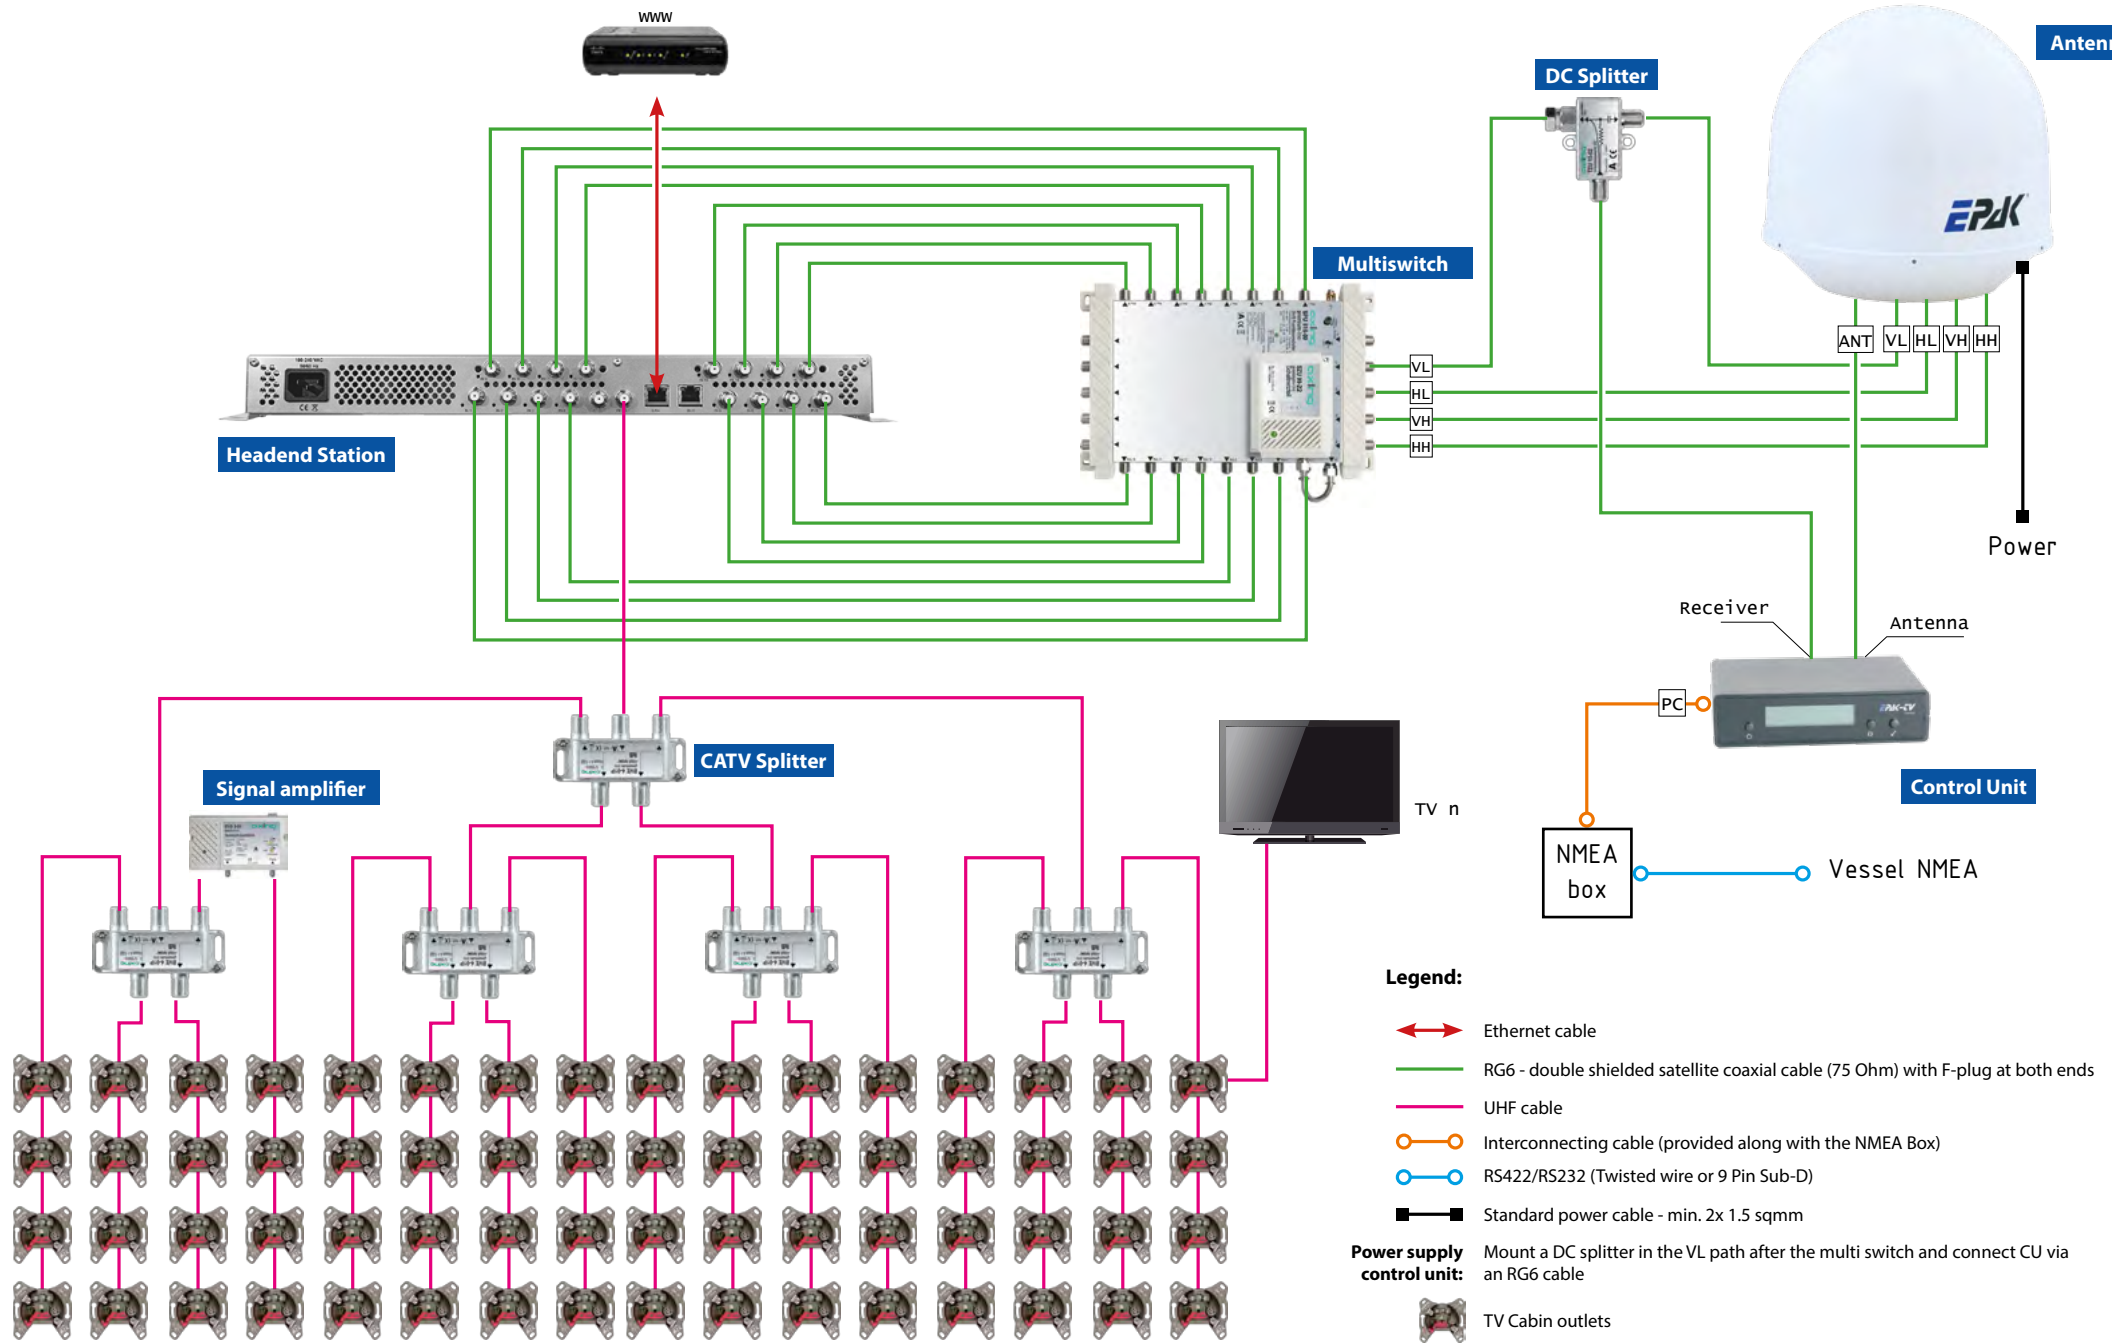 WWW
DC Splitter
Anten
EPAK
Multiswitch
ANT
VL
HL
VH
HH
VL
HL
VH
HH
Headend Station
Power
Receiver
Antenna
PC
EPAK-TV
Control Unit
CATV Splitter
Signal amplifier
TV n
NMEA
box
Vessel NMEA
Legend:
Ethernet cable
RG6 - double shielded satellite coaxial cable (75 Ohm) with F-plug at both ends
UHF cable
Interconnecting cable (provided along with the NMEA Box)
RS422/RS232 (Twisted wire or 9 Pin Sub-D)
Standard power cable - min. 2x 1.5 sqmm
Power supply control unit:
Mount a DC splitter in the VL path after the multi switch and connect CU via
an RG6 cable
TV Cabin outlets